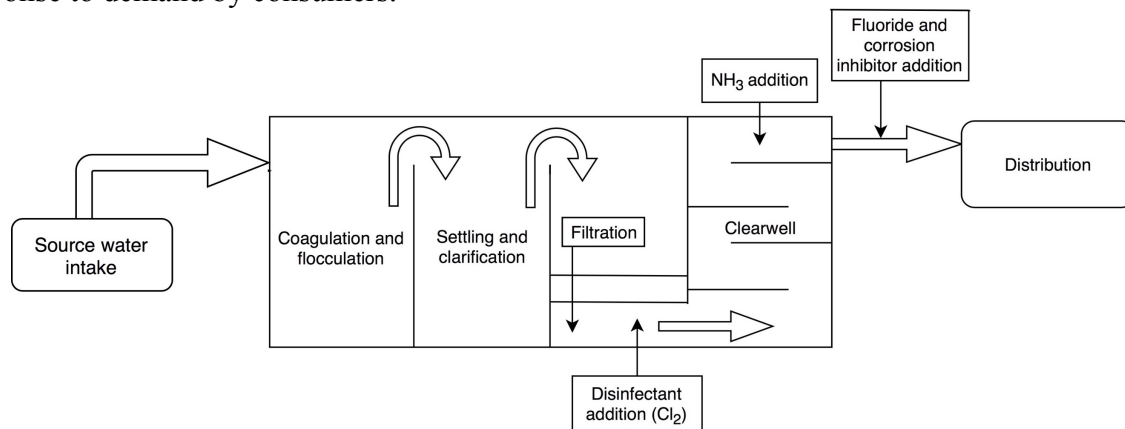 to demand by consumers.
Fluoride and
corrosion
inhibitor addition
NH3 addition
Source water
intake
Coagulation and
flocculation
Settling and
clarification
Filtration
Clearwell
Distribution
Disinfectant
addition (Cl2)